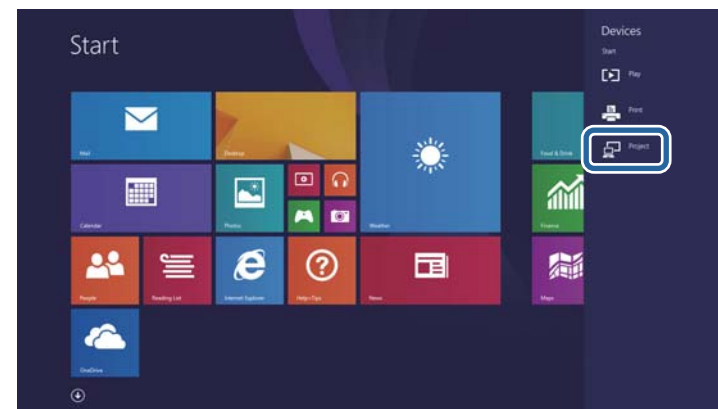 Start
Mail
Desktop
Calendar
Photos
Weather
People
Reading List
Internet Explorer
Help+Tips
News
OneDrive
Food & Drink
Finance
Maps
Devices
Start
Play
Print
Project